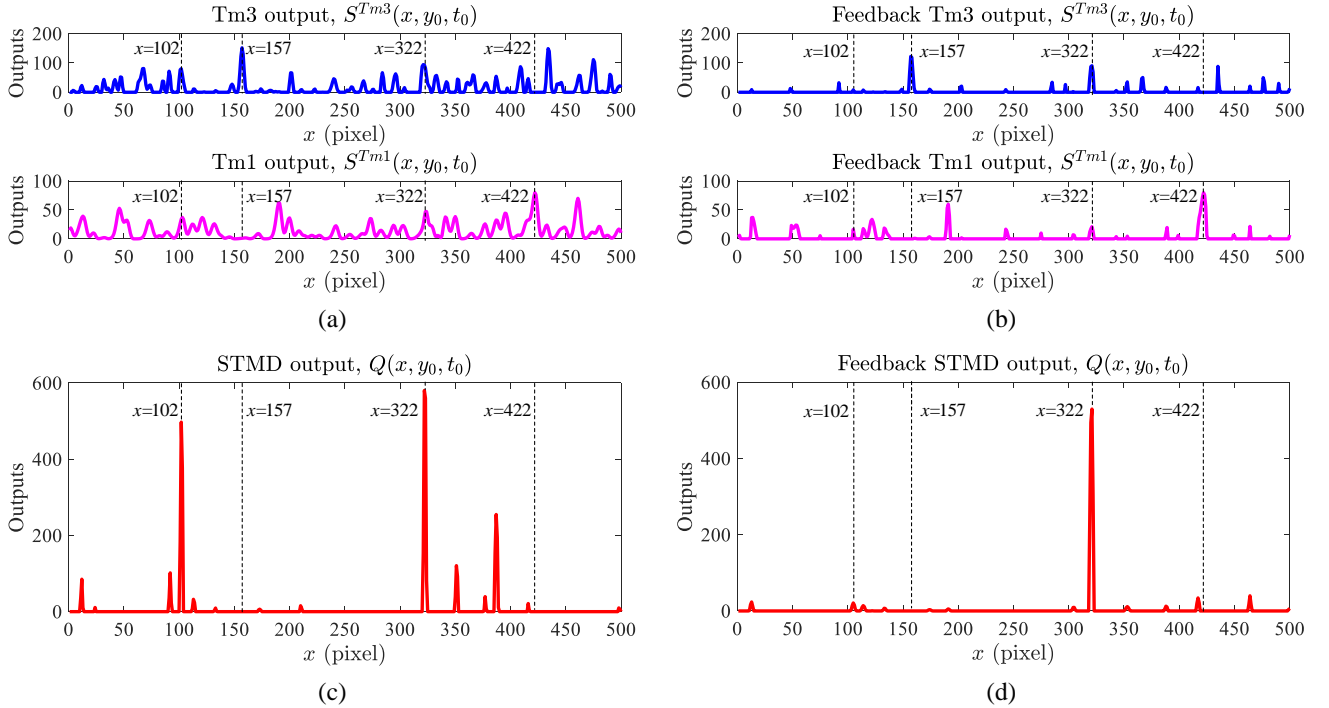 Tm3 output, S^{Tm3}(x, y_0, t_0)
200
100
0
x=102
x=157
x=322
x=422
Outputs
0 50 100 150 200 250 300 350 400 450 500
x (pixel)
Tm1 output, S^{Tm1}(x, y_0, t_0)
100
50
0
x=102
x=157
x=322
x=422
Outputs
0 50 100 150 200 250 300 350 400 450 500
x (pixel)
(a)
Feedback Tm3 output, S^{Tm3}(x, y_0, t_0)
200
100
0
x=102
x=157
x=322
x=422
Outputs
0 50 100 150 200 250 300 350 400 450 500
x (pixel)
Feedback Tm1 output, S^{Tm1}(x, y_0, t_0)
100
50
0
x=102
x=157
x=322
x=422
Outputs
0 50 100 150 200 250 300 350 400 450 500
x (pixel)
(b)
STMD output, Q(x, y_0, t_0)
600
400
200
0
x=102
x=157
x=322
x=422
Outputs
0 50 100 150 200 250 300 350 400 450 500
x (pixel)
(c)
Feedback STMD output, Q(x, y_0, t_0)
600
400
200
0
x=102
x=157
x=322
x=422
Outputs
0 50 100 150 200 250 300 350 400 450 500
x (pixel)
(d)